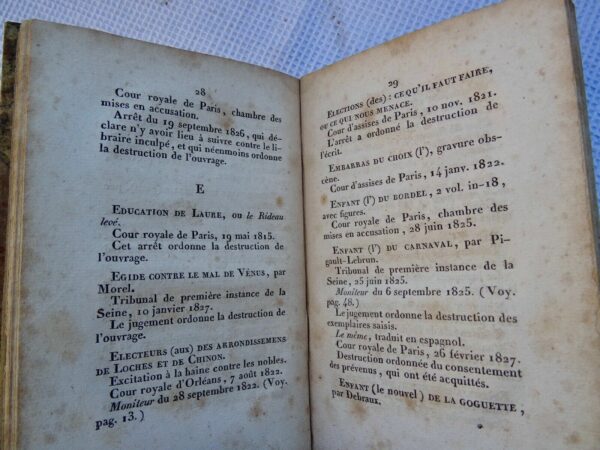 28
Cour royale de Paris, chambre des
mises en accusation.
Arrêt du 19 septembre 1826, qui dé-
clare n'y avoir lieu à suivre contre le li-
braire inculpé, et qui néenmoins ordonne
la destruction de l'ouvrage.
E
EDUCATION DE LAURE, ou le Rideau
levé.
Cour royale de Paris, 19 mai 1815.
Cet arrêt ordonne la destruction de
l'ouvrage.
EGIDE CONTRE LE MAL DE VÉNUS, par
Morel.
Tribunal de première instance de la
Seine, 10 janvier 1827.
Le jugement ordonne la destruction de
l'ouvrage.
ELECTEURS (aux) DES ARRONDISSEMENS
DE LOCHES ET DE CHINON.
Excitation à la haine contre les nobles.
Cour royale d'Orléans, 7 août 1822.
Moniteur du 28 septembre 1822. (Voy.
pag. 13.)
29
ELECTIONS (des) : CE QU'IL FAUT FAIRE,
OU CE QUI NOUS MENACE.
Cour d'assises de Paris, 10 nov. 1821.
L'arrêt a ordonné la destruction de
l'écrit.
EMBARRAS DU CHOIX (l'), gravure obs-
cène.
Cour d'assises de Paris, 14 janv. 1822.
ENFANT (l') DU BORDEL, 2 vol. in-18,
avec figures.
Cour royale de Paris, chambre des
mises en accusation, 28 juin 1825.
ENFANT (l') DU CARNAVAL, par Pi-
gault-Lebrun.
Tribunal de première instance de la
Seine, 25 juin 1825.
Moniteur du 6 septembre 1825. (Voy.
pag. 48.)
Le jugement ordonne la destruction des
exemplaires saisis.
Le même, traduit en espagnol.
Cour royale de Paris, 26 février 1827.
Destruction ordonnée du consentement
des prévenus, qui ont été acquittés.
ENFANT (le nouvel) DE LA GOGUETTE,
par Debraux.